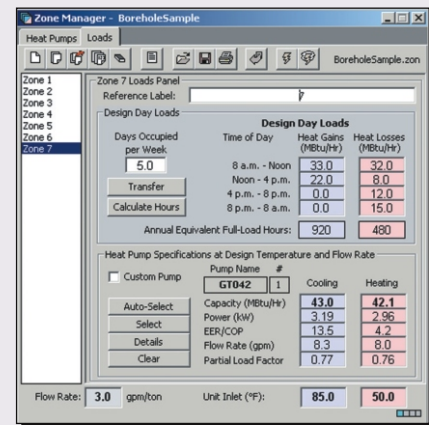 Zone Manager - BoreholeSample
Heat Pumps Loads
BoreholeSample.zon
Zone 1
Zone 2
Zone 3
Zone 4
Zone 5
Zone 6
Zone 7
Zone 7 Loads Panel
Reference Label: 7
Design Day Loads
Days Occupied
per Week
5.0
Transfer
Calculate Hours
Design Day Loads
Time of Day Heat Gains (MBtu/Hr) Heat Losses (MBtu/Hr)
8 a.m. - Noon 33.0 32.0
Noon - 4 p.m. 22.0 8.0
4 p.m. - 8 p.m. 0.0 12.0
8 p.m. - 8 a.m. 0.0 15.0
Annual Equivalent Full-Load Hours: 920 480
Heat Pump Specifications at Design Temperature and Flow Rate
Custom Pump
Pump Name #
GT042 1
Cooling Heating
Auto-Select
Select
Details
Clear
Capacity (MBtu/Hr) 43.0 42.1
Power (kW) 3.19 2.96
EER/COP 13.5 4.2
Flow Rate (gpm) 8.3 8.0
Partial Load Factor 0.77 0.76
Flow Rate: 3.0 gpm/ton Unit Inlet (°F): 85.0 50.0